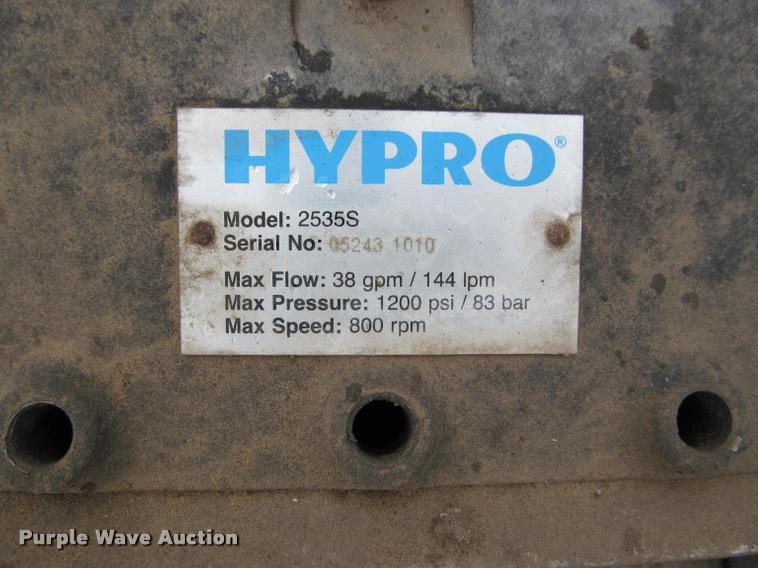 HYPRO®
Model: 2535S
Serial No: 05243 1010
Max Flow: 38 gpm / 144 lpm
Max Pressure: 1200 psi / 83 bar
Max Speed: 800 rpm
Purple Wave Auction